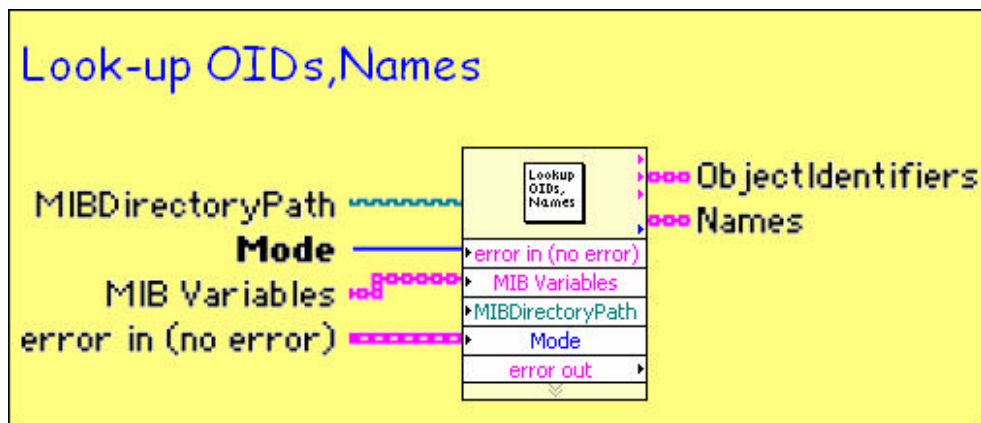 Look-up OIDs,Names
Lookup
OIDs,
Names
MIBDirectoryPath
Mode
MIB Variables
error in (no error)
ObjectIdentifiers
Names
error in (no error)
MIB Variables
MIBDirectoryPath
Mode
error out